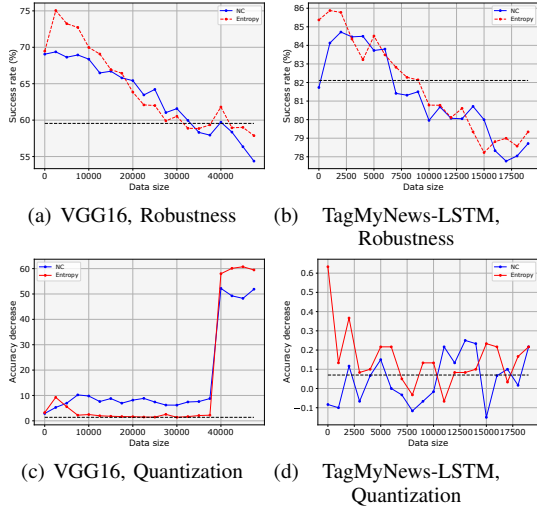 NC
Entropy
75
70
65
60
55
Success rate (%)
0
10000
20000
30000
40000
Data size
(a) VGG16, Robustness
NC
Entropy
86
85
84
83
82
81
80
79
78
Success rate (%)
0
2500
5000
7500
10000
12500
15000
17500
Data size
(b) TagMyNews-LSTM,
Robustness
NC
Entropy
60
50
40
30
20
10
0
Accuracy decrease
0
10000
20000
30000
40000
Data size
(c) VGG16, Quantization
NC
Entropy
0.6
0.5
0.4
0.3
0.2
0.1
0.0
−0.1
Accuracy decrease
0
2500
5000
7500
10000
12500
15000
17500
Data size
(d) TagMyNews-LSTM,
Quantization